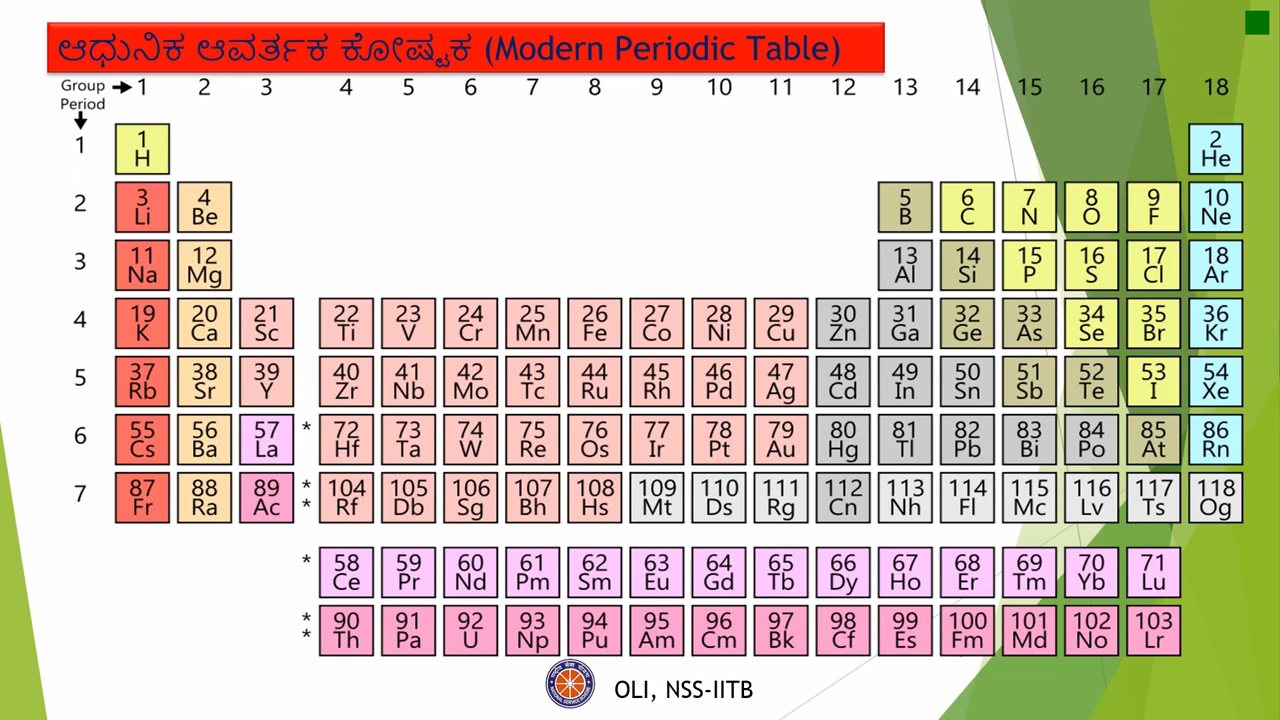 ಆಧುನಿಕ ಆವರ್ತಕ ಕೋಷ್ಟಕ (Modern Periodic Table)
Group → 1 2 3 4 5 6 7 8 9 10 11 12 13 14 15 16 17 18
Period
1 1 2
H He
2 3 4 5 6 7 8 9 10
Li Be B C N O F Ne
3 11 12 13 14 15 16 17 18
Na Mg Al Si P S Cl Ar
4 19 20 21 22 23 24 25 26 27 28 29 30 31 32 33 34 35 36
K Ca Sc Ti V Cr Mn Fe Co Ni Cu Zn Ga Ge As Se Br Kr
5 37 38 39 40 41 42 43 44 45 46 47 48 49 50 51 52 53 54
Rb Sr Y Zr Nb Mo Tc Ru Rh Pd Ag Cd In Sn Sb Te I Xe
6 55 56 57 * 72 73 74 75 76 77 78 79 80 81 82 83 84 85 86
Cs Ba La Hf Ta W Re Os Ir Pt Au Hg Tl Pb Bi Po At Rn
7 87 88 89 * 104 105 106 107 108 109 110 111 112 113 114 115 116 117 118
Fr Ra Ac * Rf Db Sg Bh Hs Mt Ds Rg Cn Nh Fl Mc Lv Ts Og
* 58 59 60 61 62 63 64 65 66 67 68 69 70 71
Ce Pr Nd Pm Sm Eu Gd Tb Dy Ho Er Tm Yb Lu
* 90 91 92 93 94 95 96 97 98 99 100 101 102 103
* Th Pa U Np Pu Am Cm Bk Cf Es Fm Md No Lr
OLI, NSS-IITB